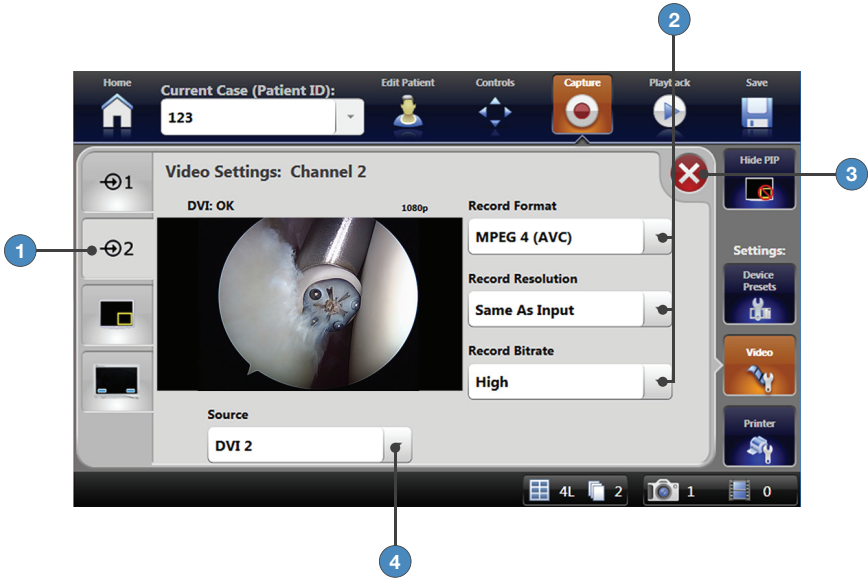 2
Home
Current Case (Patient ID):
Edit Patient
Controls
Capture
Playback
Save
123
1
Video Settings: Channel 2
Hide PIP
3
DVI: OK
1080p
Record Format
MPEG 4 (AVC)
1
2
Settings:
Record Resolution
Device
Presets
Same As Input
Record Bitrate
Video
High
Source
DVI 2
Printer
4L
2
1
0
4